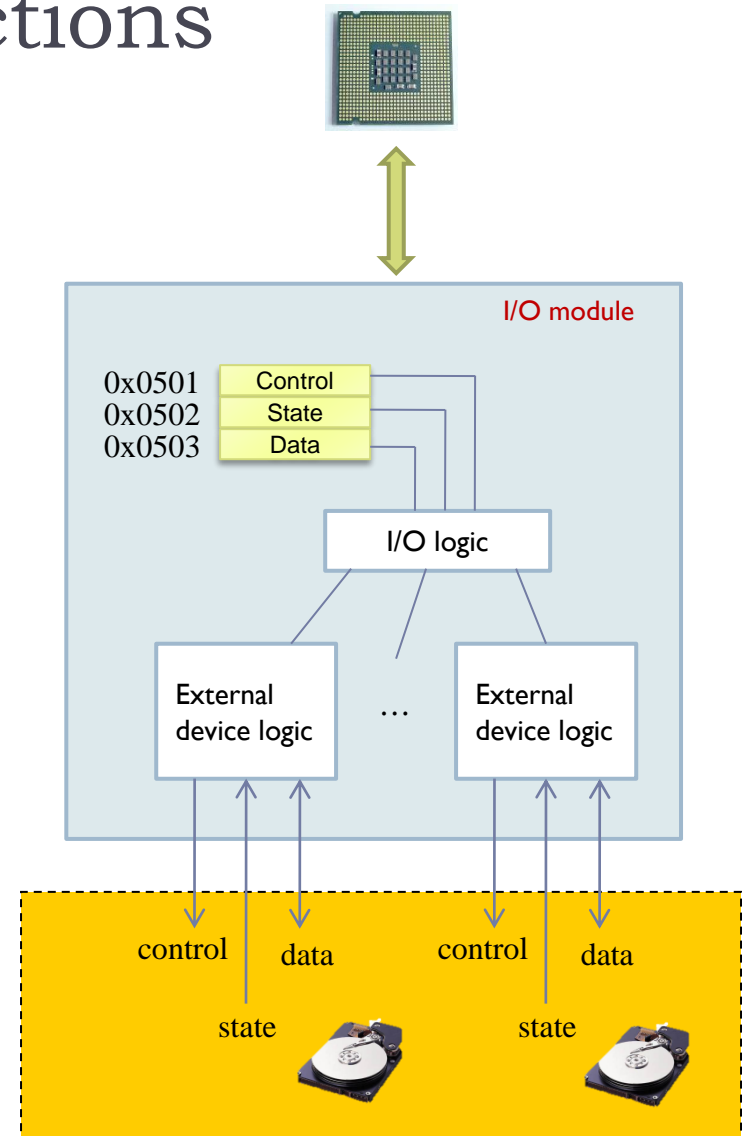 ctions
I/O module
0x0501 Control
0x0502 State
0x0503 Data
I/O logic
External
device logic
…
External
device logic
control
data
control
data
state
state